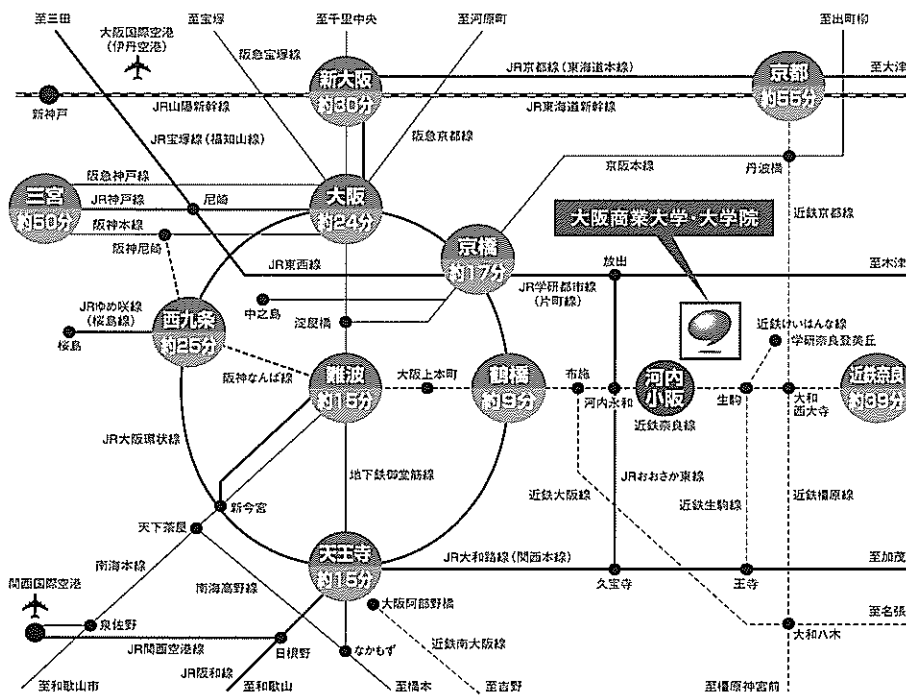 至三田
至宝塚
至千里中央
至河原町
至出町柳
大阪国際空港
(伊丹空港)
阪急宝塚線
新大阪
約30分
JR京都線(東海道本線)
京都
約55分
至大津
新神戸
JR山陽新幹線
JR東海道新幹線
JR宝塚線(福知山線)
阪急京都線
京阪本線
丹波橋
阪急神戸線
三宮
約50分
JR神戸線
尼崎
大阪
約24分
近鉄京都線
阪神本線
阪神尼崎
京橋
約17分
大阪商業大学・大学院
JR東西線
放出
至木津
JR学研都市線
(片町線)
中之島
淀屋橋
JRゆめ咲線
(桜島線)
桜島
西九条
約25分
近鉄けいはんな線
学研奈良登美丘
阪神なんば線
難波
約15分
大阪上本町
鶴橋
約9分
布施
河内永和
河内
小阪
近鉄奈良線
生駒
大和
西大寺
近鉄奈良
約39分
JR大阪環状線
地下鉄御堂筋線
近鉄大阪線
JRおおさか東線
近鉄生駒線
近鉄橿原線
新今宮
天下茶屋
天王寺
約15分
JR大和路線(関西本線)
至加茂
久宝寺
王寺
南海本線
南海高野線
関西国際空港
大阪阿部野橋
至名張
泉佐野
近鉄南大阪線
大和八木
JR関西空港線
日根野
なかもず
JR阪和線
至和歌山市
至和歌山
至橋本
至吉野
至橿原神宮前